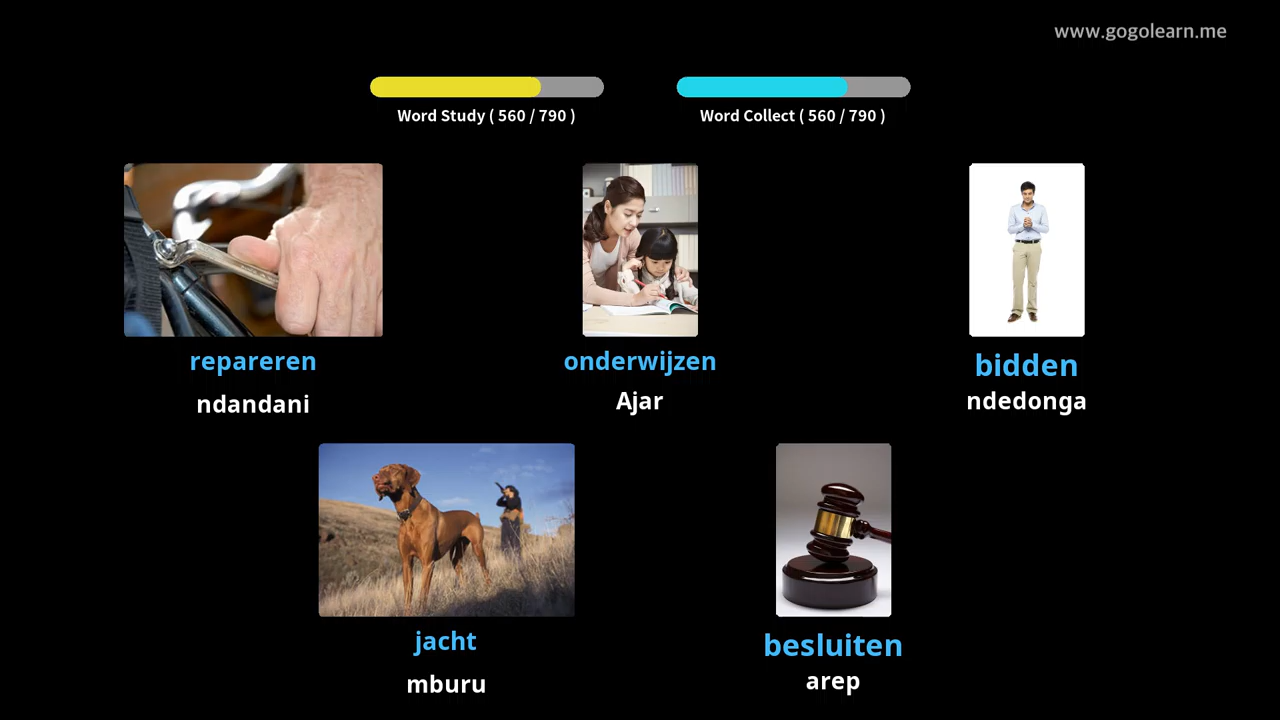 www.gogolearn.me
Word Study ( 560 / 790 )
Word Collect ( 560 / 790 )
repareren
ndandani
onderwijzen
Ajar
bidden
ndedonga
jacht
mburu
besluiten
arep